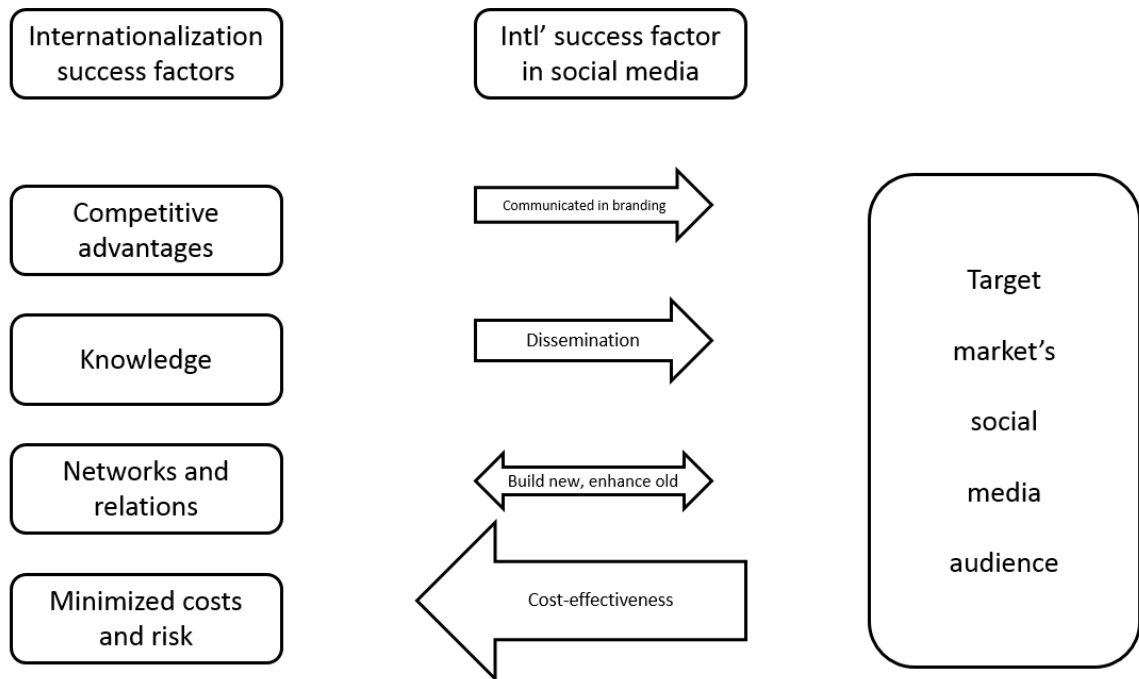 Internationalization
success factors
Intl’ success factor
in social media
Competitive
advantages
Communicated in branding
Knowledge
Dissemination
Networks and
relations
Build new, enhance old
Minimized costs
and risk
Cost-effectiveness
Target
market’s
social
media
audience